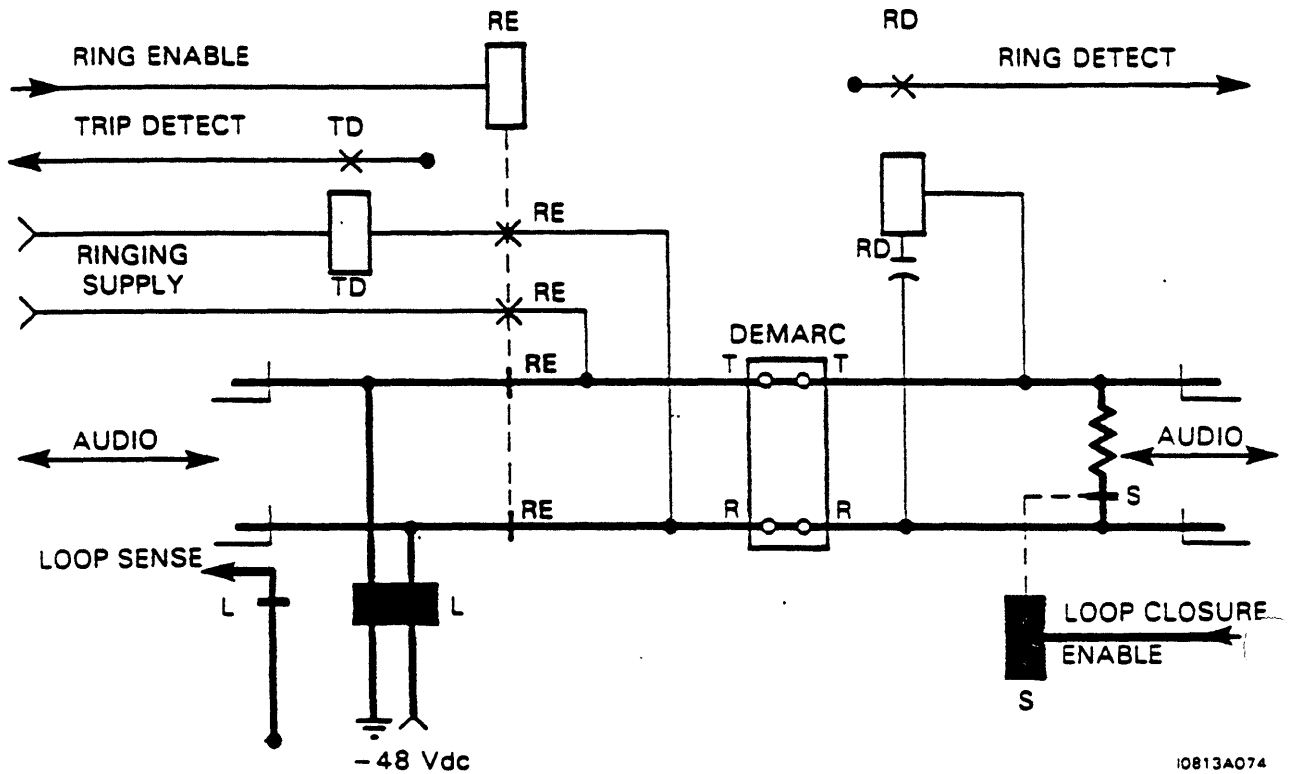 RE
RD
RING ENABLE
RING DETECT
TRIP DETECT
TD
RE
RINGING
SUPPLY
TD
RE
RD
DEMARC
RE
T
T
AUDIO
AUDIO
RE
R
R
S
LOOP SENSE
L
L
LOOP CLOSURE
ENABLE
S
-48 Vdc
I0813A074